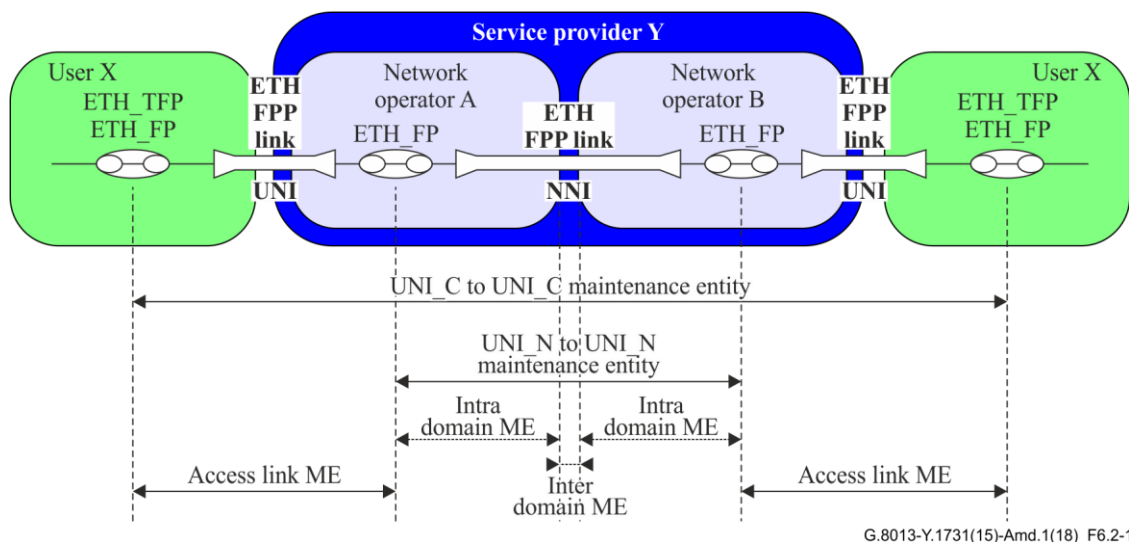 Service provider Y
User X
ETH_TFP
ETH_FP
ETH
FPP
link
UNI
Network
operator A
ETH_FP
ETH
FPP link
NNI
Network
operator B
ETH_FP
ETH
FPP
link
UNI
User X
ETH_TFP
ETH_FP
UNI_C to UNI_C maintenance entity
UNI_N to UNI_N
maintenance entity
Intra
domain ME
Intra
domain ME
Access link ME
Inter
domain ME
Access link ME
G.8013-Y.1731(15)-Amd.1(18)_F6.2-1